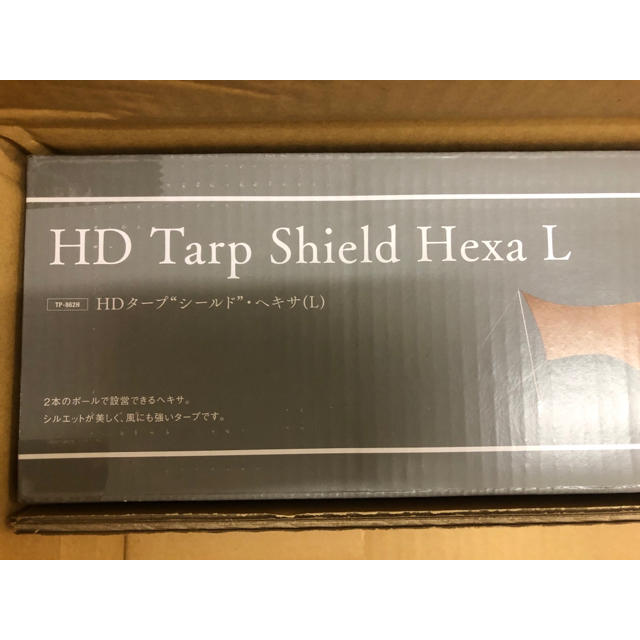 HD Tarp Shield Hexa L
TP-862H HDタープ“シールド”・ヘキサ(L)
2本のポールで設営できるヘキサ。
シルエットが美しく、風にも強いタープです。